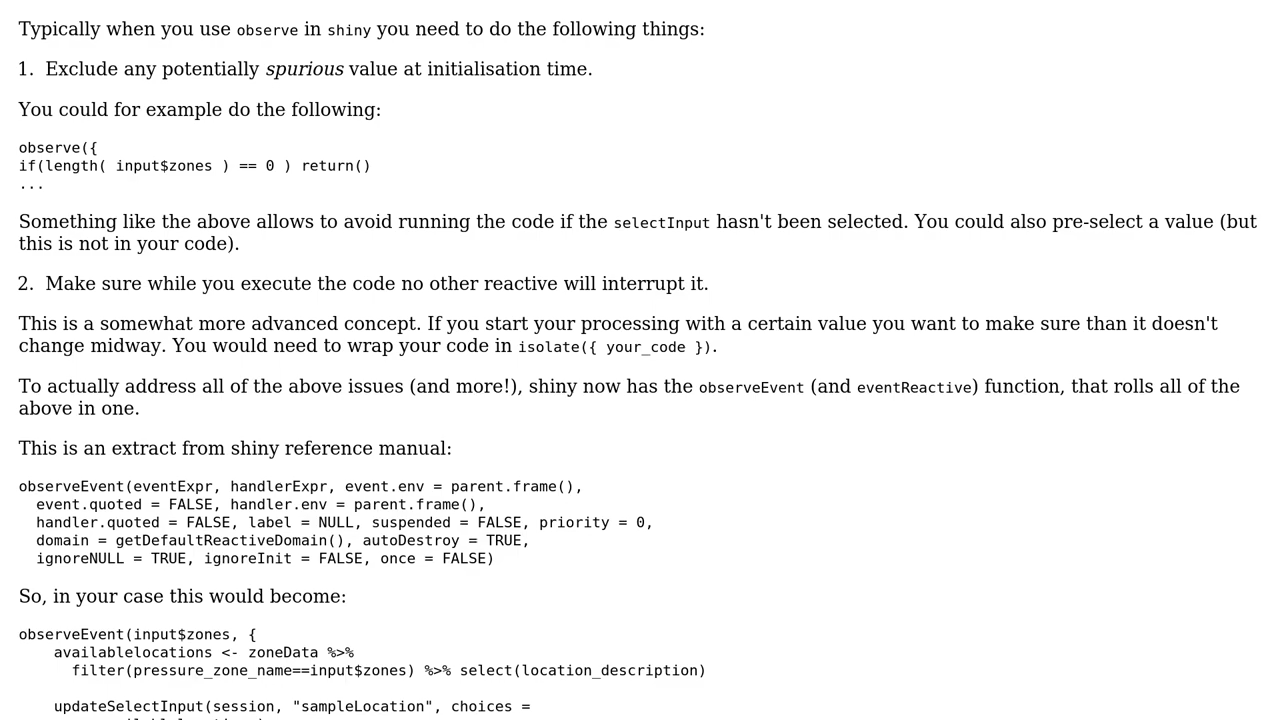 Typically when you use observe in shiny you need to do the following things:
1. Exclude any potentially spurious value at initialisation time.
You could for example do the following:
observe({
if(length( input$zones ) == 0 ) return()
...
Something like the above allows to avoid running the code if the selectInput hasn't been selected. You could also pre-select a value (but
this is not in your code).
2. Make sure while you execute the code no other reactive will interrupt it.
This is a somewhat more advanced concept. If you start your processing with a certain value you want to make sure than it doesn't
change midway. You would need to wrap your code in isolate({ your_code }).
To actually address all of the above issues (and more!), shiny now has the observeEvent (and eventReactive) function, that rolls all of the
above in one.
This is an extract from shiny reference manual:
observeEvent(eventExpr, handlerExpr, event.env = parent.frame(),
  event.quoted = FALSE, handler.env = parent.frame(),
  handler.quoted = FALSE, label = NULL, suspended = FALSE, priority = 0,
  domain = getDefaultReactiveDomain(), autoDestroy = TRUE,
  ignoreNULL = TRUE, ignoreInit = FALSE, once = FALSE)
So, in your case this would become:
observeEvent(input$zones, {
    availablelocations <- zoneData %>%
      filter(pressure_zone_name==input$zones) %>% select(location_description)
    updateSelectInput(session, "sampleLocation", choices =